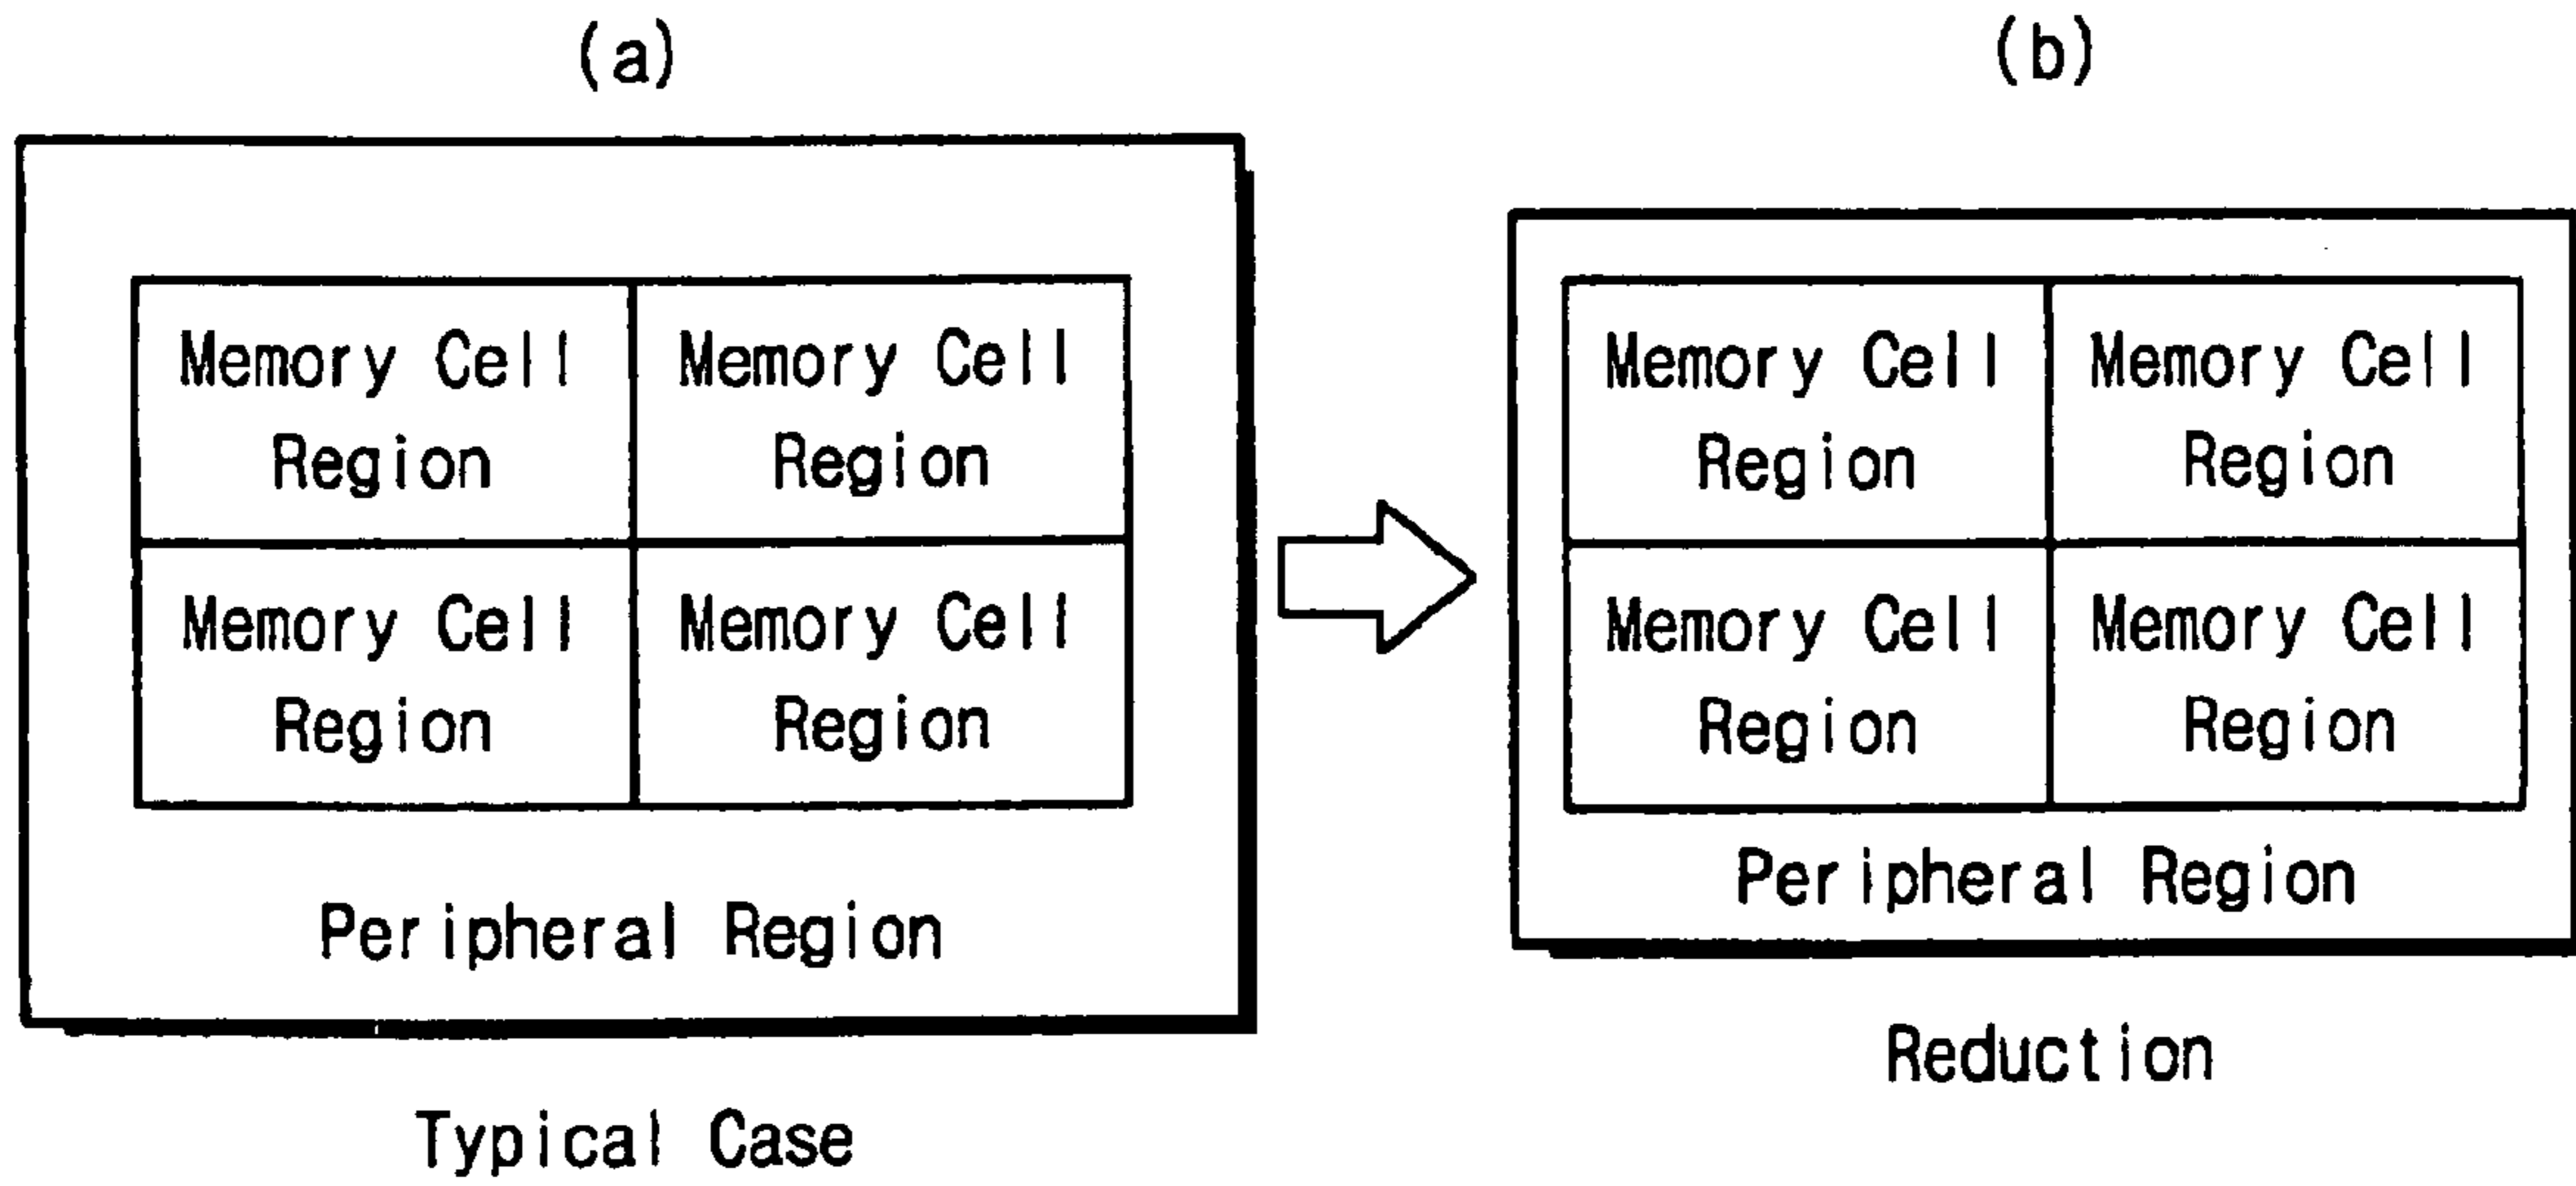 (a)
Memory Cell
Region
Memory Cell
Region
Memory Cell
Region
Memory Cell
Region
Peripheral Region
Typical Case
(b)
Memory Cell
Region
Memory Cell
Region
Memory Cell
Region
Memory Cell
Region
Peripheral Region
Reduction